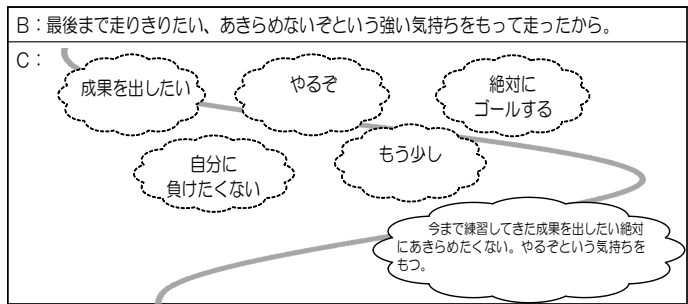 B：最後まで走りきりたい、あきらめないぞという強い気持ちをもって走ったから。
C：
成果を出したい
やるぞ
絶対に
ゴールする
自分に
負けたくない
もう少し
今まで練習してきた成果を出したい絶対
にあきらめたくない。やるぞという気持ちを
もつ。